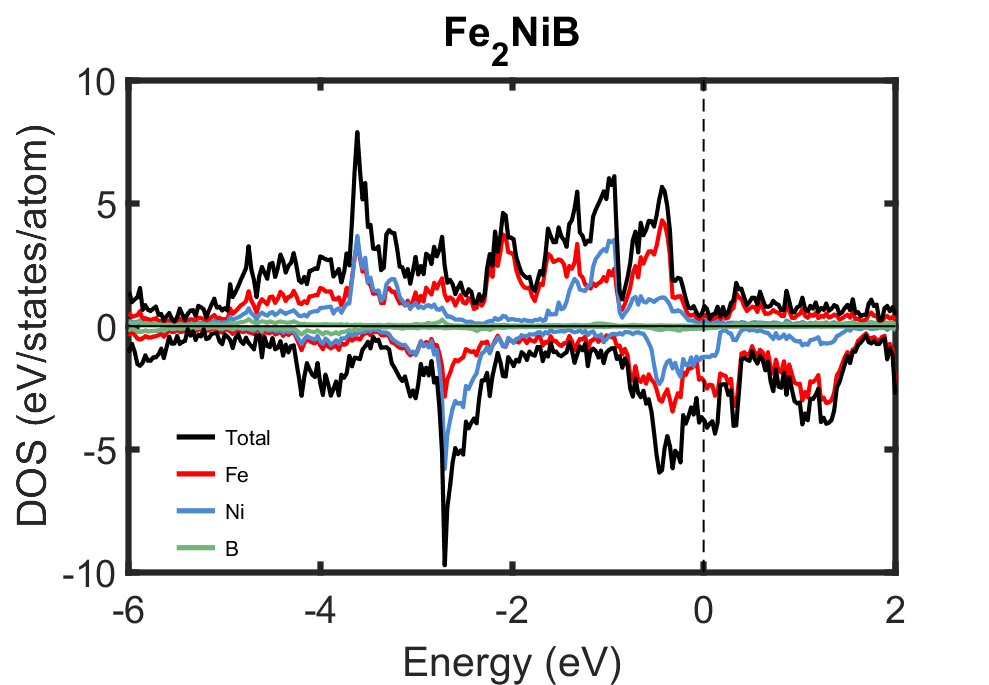 Fe2NiB
10
5
0
-5
-10
DOS (eV/states/atom)
Total
Fe
Ni
B
-6 -4 -2 0 2
Energy (eV)